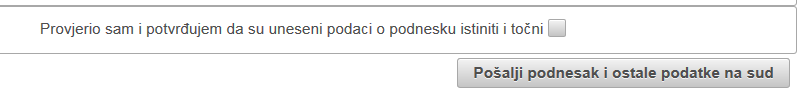 Provjerio sam i potvrđujem da su uneseni podaci o podnesku istiniti i točni
Pošalji podnesak i ostale podatke na sud